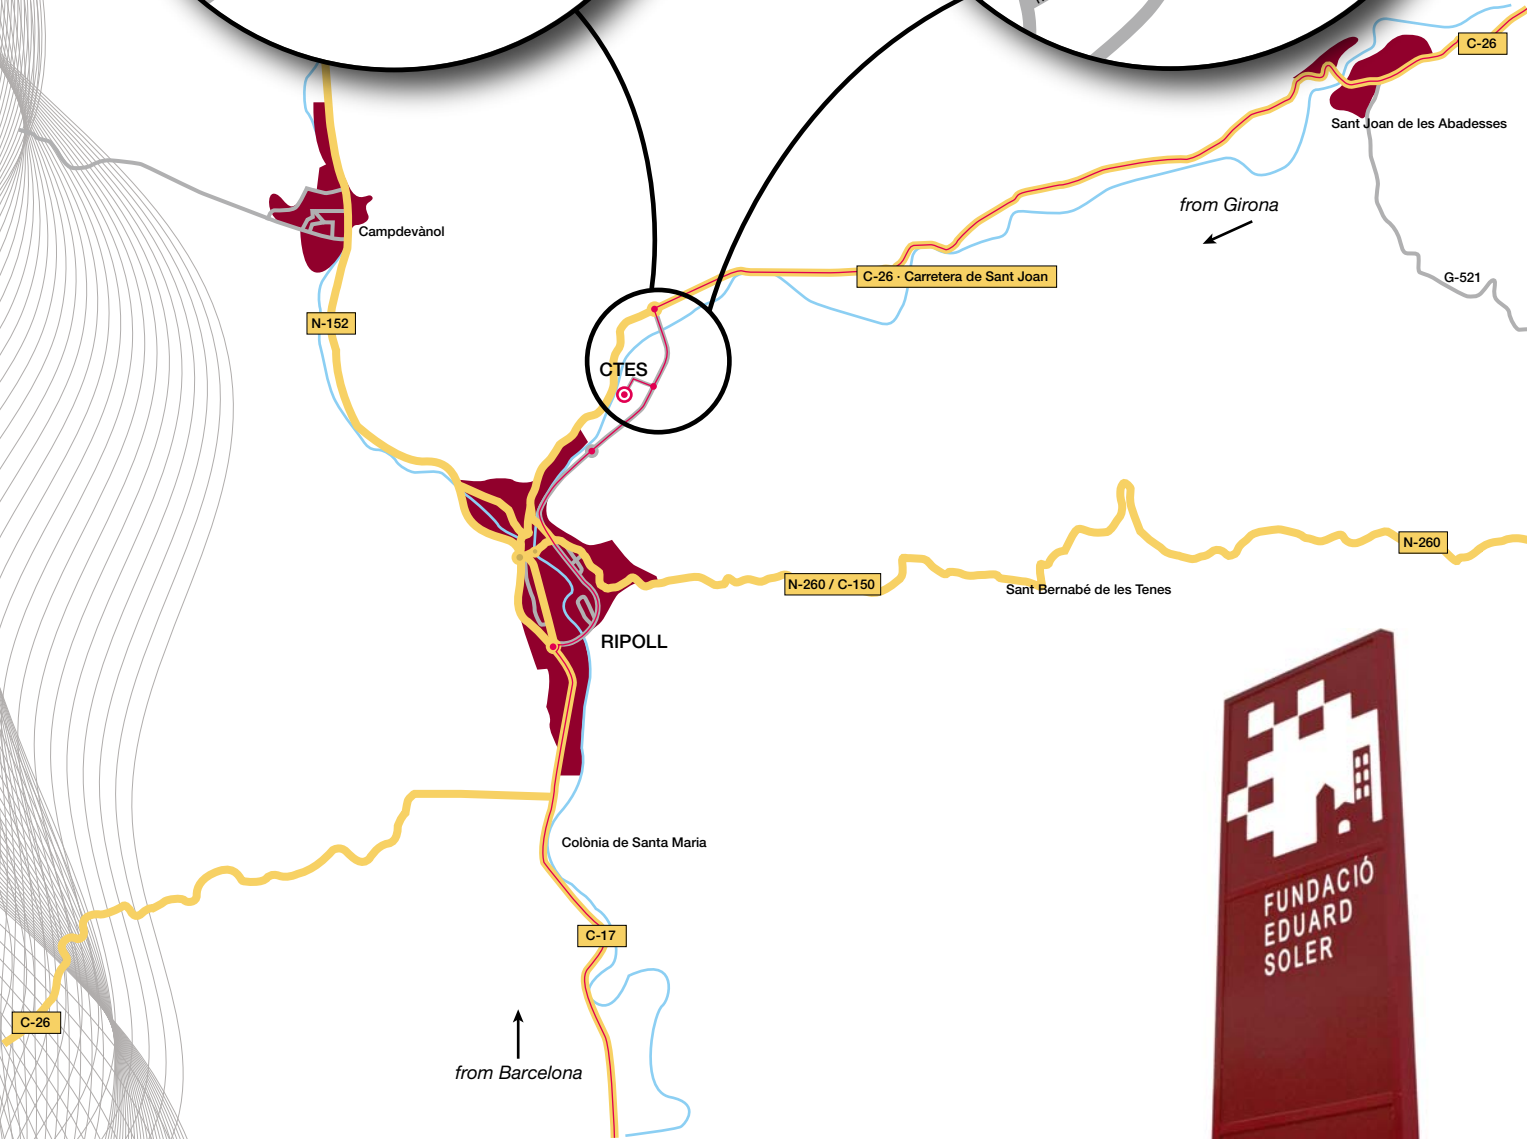 C-26
Sant Joan de les Abadesses
from Girona
Campdevànol
C-26 · Carretera de Sant Joan
G-521
N-152
CTES
N-260
N-260 / C-150
Sant Bernabé de les Tenes
RIPOLL
Colònia de Santa Maria
FUNDACIÓ
EDUARD
SOLER
C-17
C-26
from Barcelona